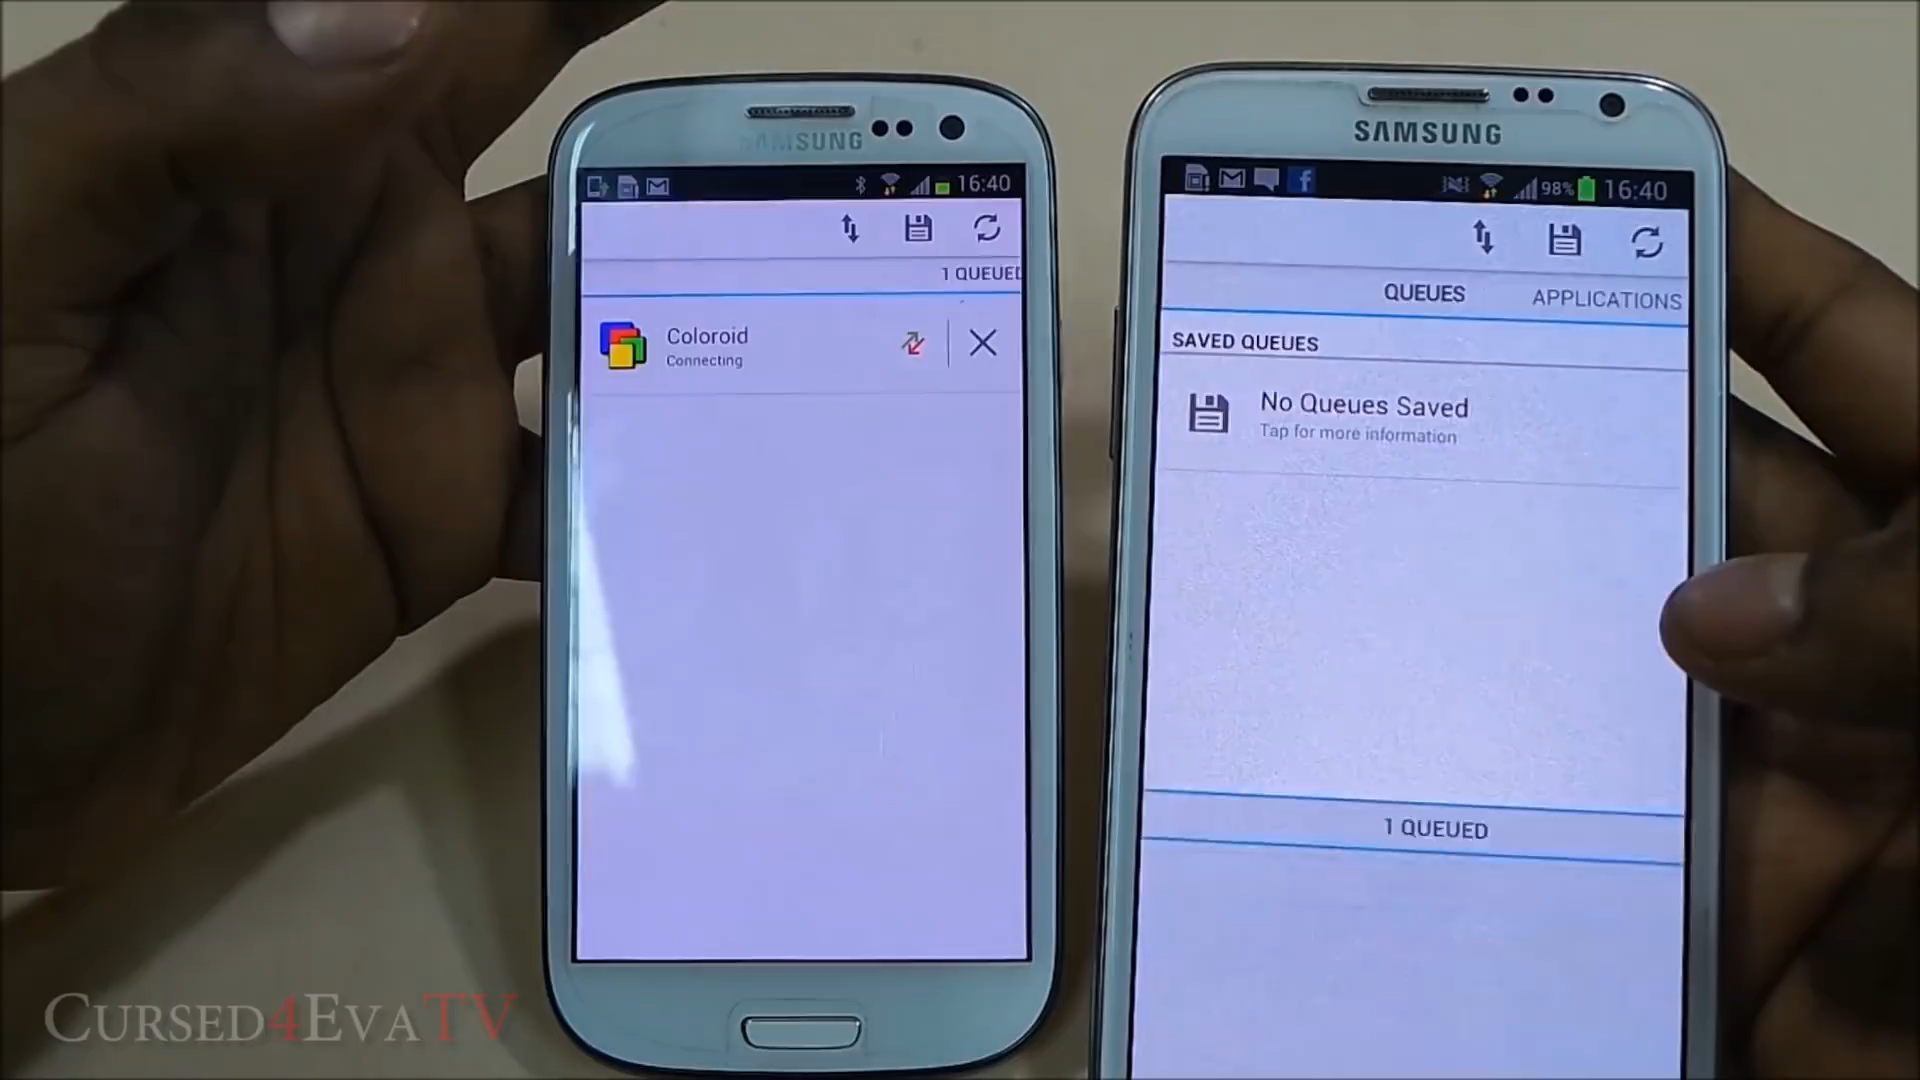 SAMSUNG
16:40
1 QUEUED
Coloroid
Connecting
SAMSUNG
98% 16:40
QUEUES APPLICATIONS
SAVED QUEUES
No Queues Saved
Tap for more information
1 QUEUED
CURSED4EVATV